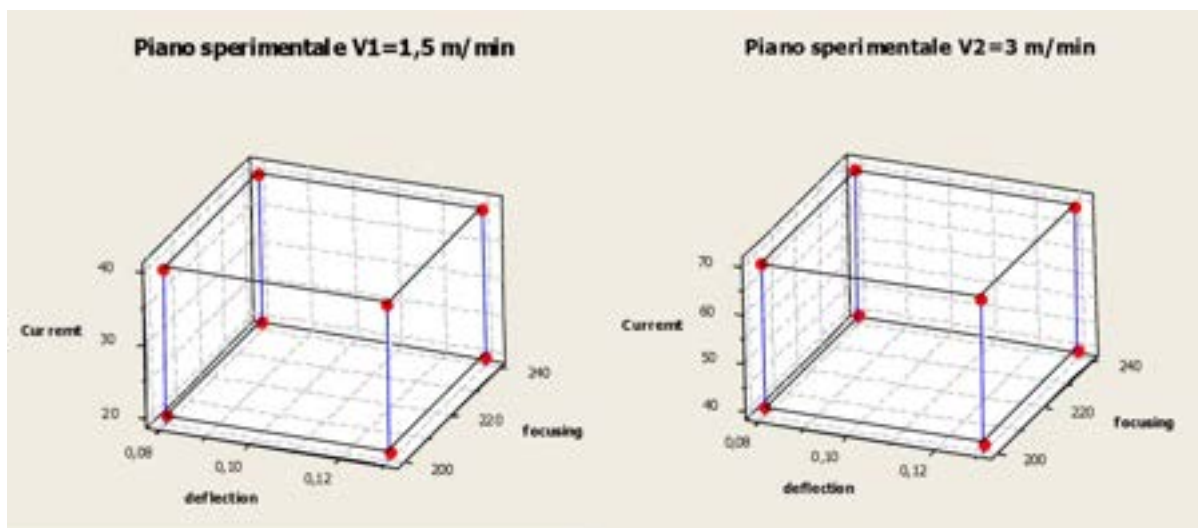 Piano sperimentale V1=1,5 m/min
40
30
20
Curremt
0,08
0,10
0,12
deflection
200
220
240
focusing
Piano sperimentale V2=3 m/min
70
60
50
40
Curremt
0,08
0,10
0,12
deflection
200
220
240
focusing